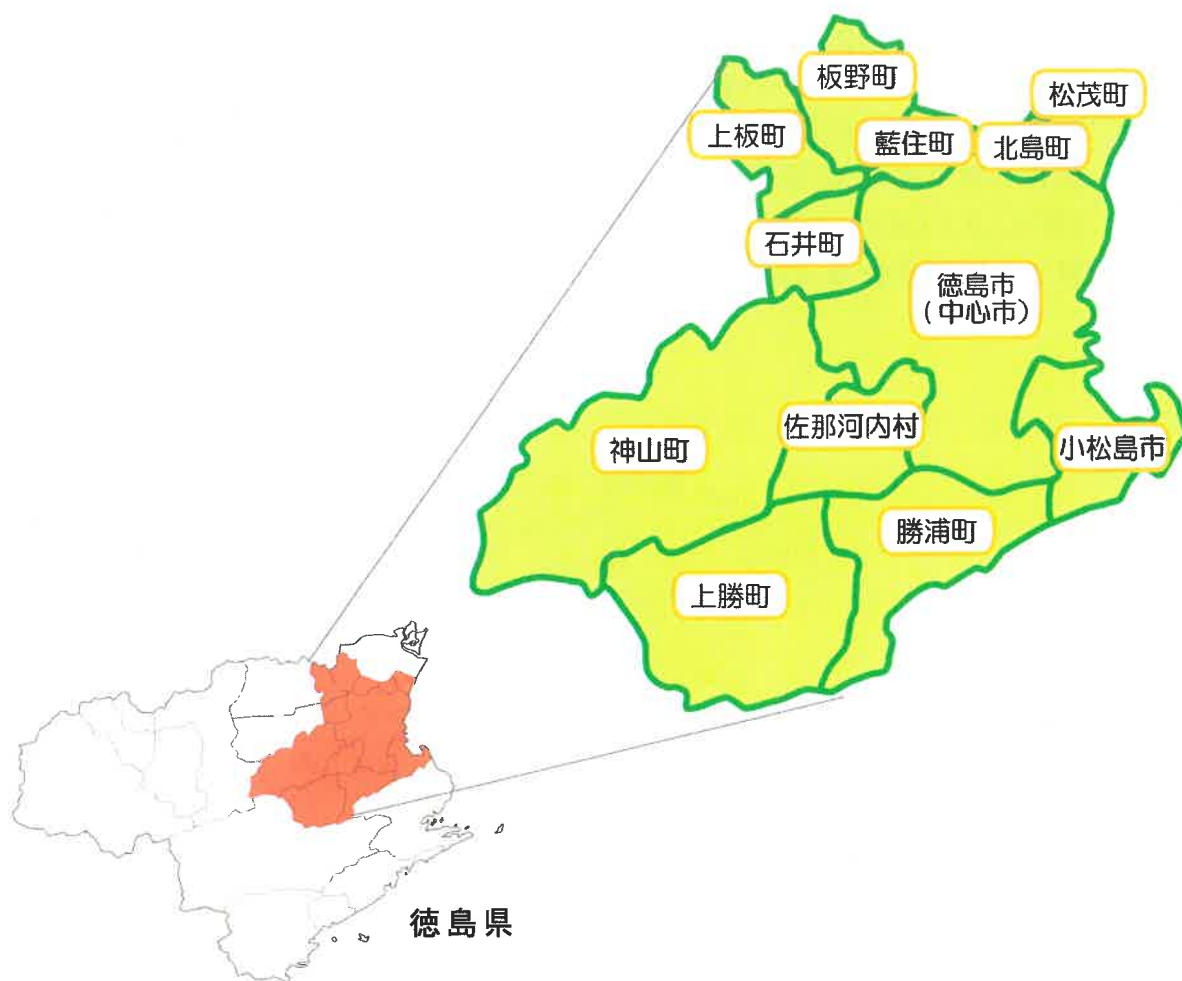 板野町
松茂町
上板町
藍住町
北島町
石井町
徳島市
(中心市)
佐那河内村
神山町
小松島市
勝浦町
上勝町
徳島県